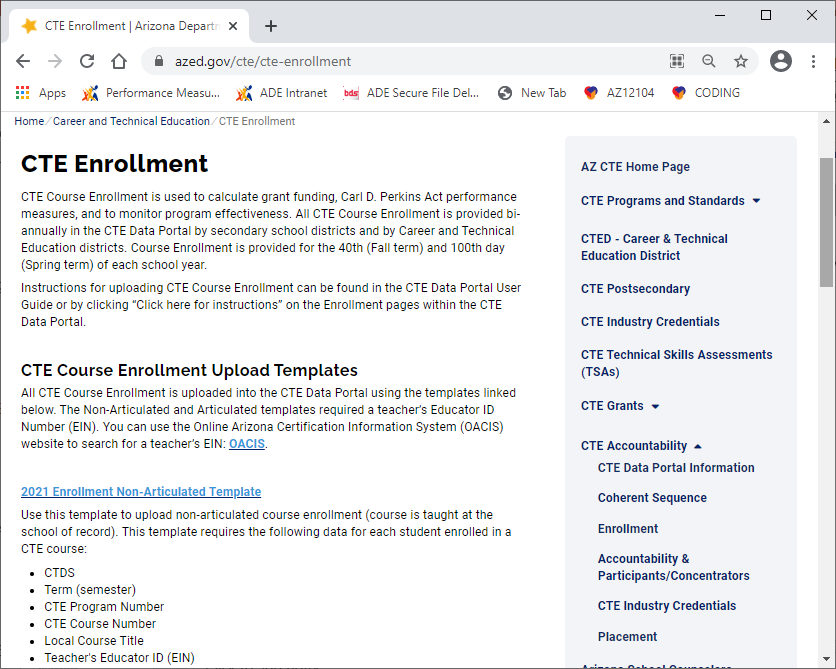 CTE Enrollment | Arizona Departm
azed.gov/cte/cte-enrollment
Apps
Performance Measu...
ADE Intranet
bds
ADE Secure File Del...
New Tab
AZ12104
CODING
Home/Career and Technical Education/CTE Enrollment
CTE Enrollment
CTE Course Enrollment is used to calculate grant funding, Carl D. Perkins Act performance
measures, and to monitor program effectiveness. All CTE Course Enrollment is provided bi-
annually in the CTE Data Portal by secondary school districts and by Career and Technical
Education districts. Course Enrollment is provided for the 40th (Fall term) and 100th day
(Spring term) of each school year.
Instructions for uploading CTE Course Enrollment can be found in the CTE Data Portal User
Guide or by clicking “Click here for instructions” on the Enrollment pages within the CTE
Data Portal.
CTE Course Enrollment Upload Templates
All CTE Course Enrollment is uploaded into the CTE Data Portal using the templates linked
below. The Non-Articulated and Articulated templates required a teacher’s Educator ID
Number (EIN). You can use the Online Arizona Certification Information System (OACIS)
website to search for a teacher’s EIN: OACIS.
2021 Enrollment Non-Articulated Template
Use this template to upload non-articulated course enrollment (course is taught at the
school of record). This template requires the following data for each student enrolled in a
CTE course:
• CTDS
• Term (semester)
• CTE Program Number
• CTE Course Number
• Local Course Title
• Teacher's Educator ID (EIN)
AZ CTE Home Page
CTE Programs and Standards
CTED - Career & Technical
Education District
CTE Postsecondary
CTE Industry Credentials
CTE Technical Skills Assessments
(TSAs)
CTE Grants
CTE Accountability
CTE Data Portal Information
Coherent Sequence
Enrollment
Accountability &
Participants/Concentrators
CTE Industry Credentials
Placement
Arizona School Counselors